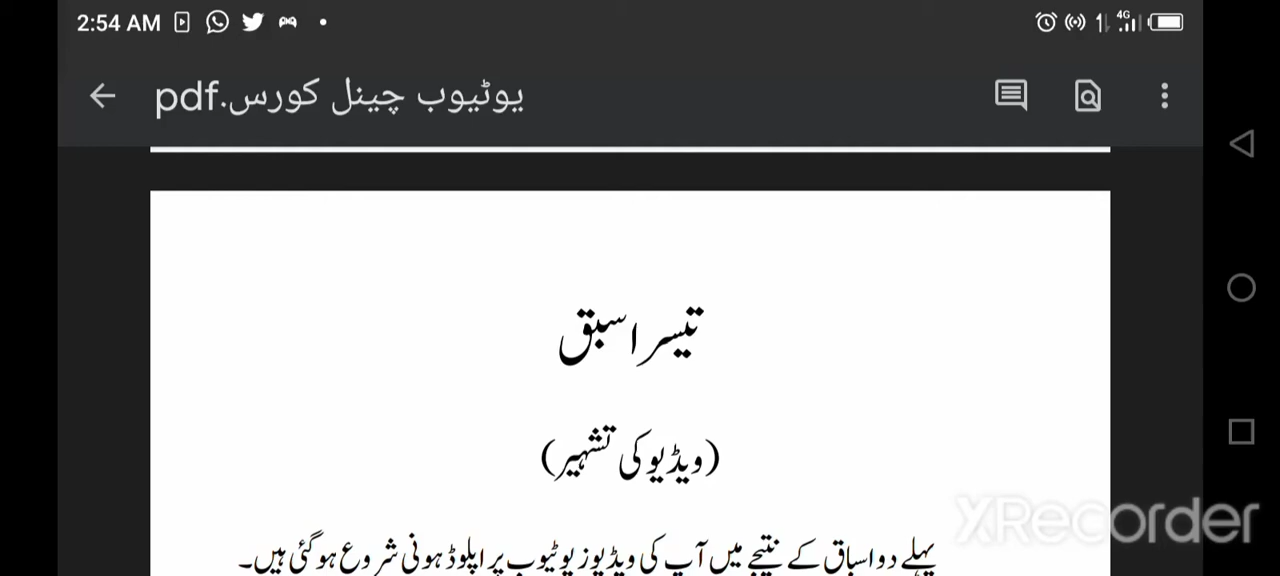 2:54 AM
4G
یوٹیوب چینل کورس.pdf
تیسرا سبق
(ویڈیو کی تشہیر)
پہلے دو اسباق کے نتیجے میں آپ کی ویڈیوز یوٹیوب پر اپلوڈ ہونی شروع ہو گئی ہیں۔
XRecorder